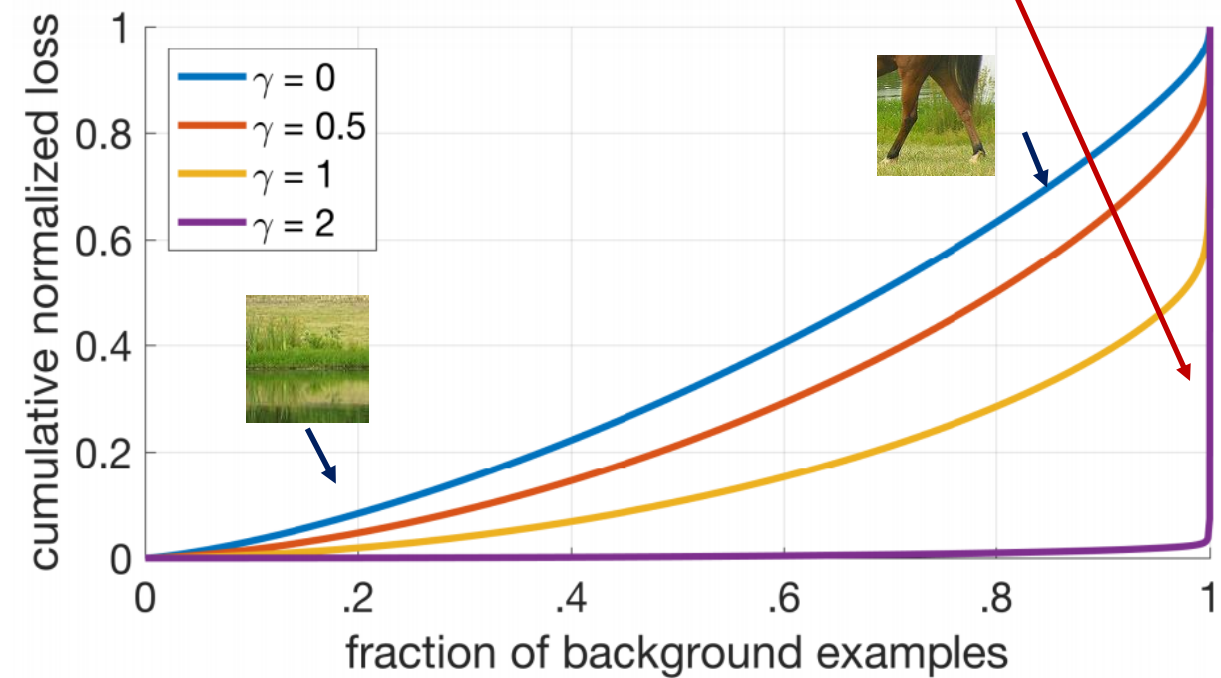 cumulative normalized loss
1
0.8
0.6
0.4
0.2
0
γ = 0
γ = 0.5
γ = 1
γ = 2
0
.2
.4
.6
.8
1
fraction of background examples